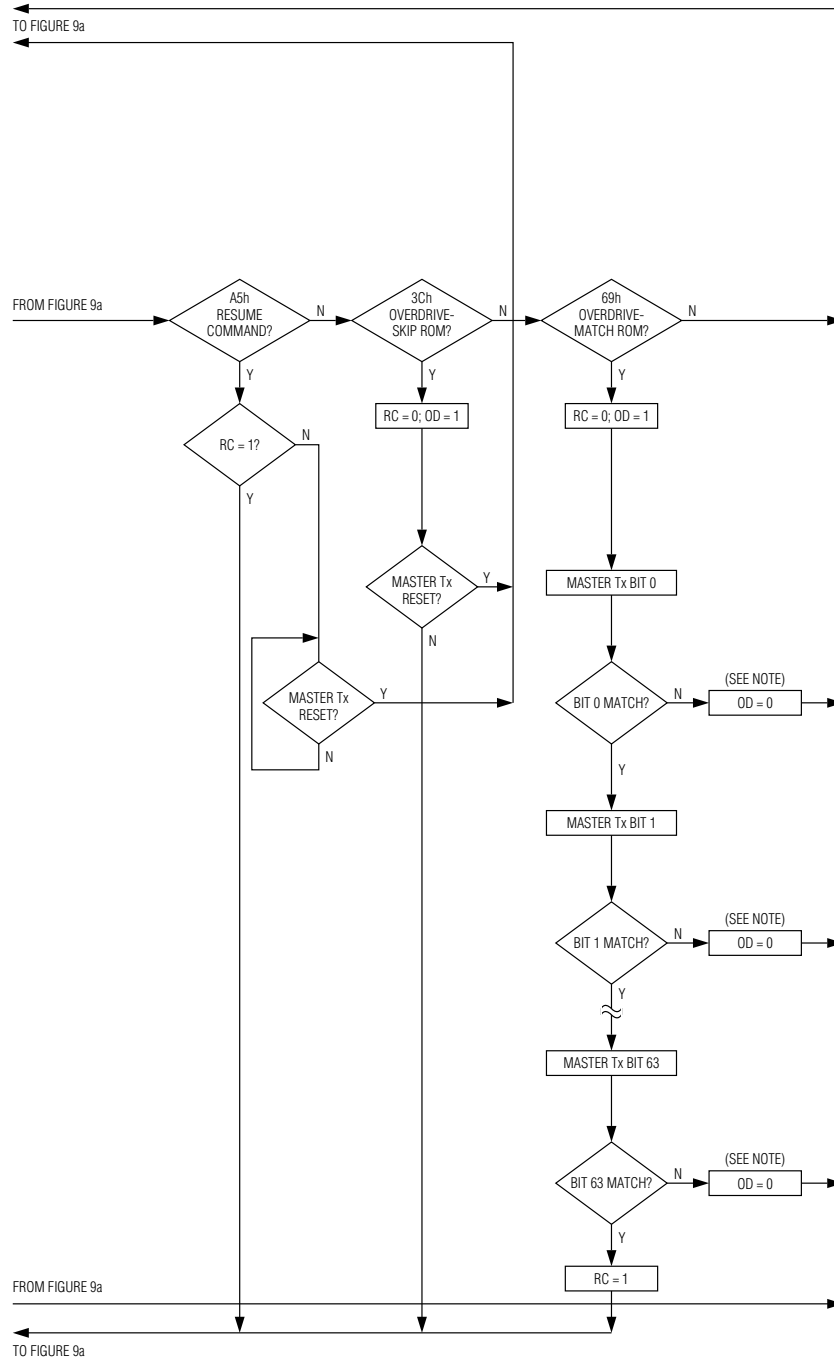 TO FIGURE 9a
FROM FIGURE 9a
A5h
RESUME
COMMAND?
N
Y
3Ch
OVERDRIVE-
SKIP ROM?
N
Y
69h
OVERDRIVE-
MATCH ROM?
N
Y
RC = 1?
N
Y
RC = 0; OD = 1
RC = 0; OD = 1
MASTER Tx
RESET?
Y
N
MASTER Tx
RESET?
Y
N
MASTER Tx BIT 0
BIT 0 MATCH?
N
Y
(SEE NOTE)
OD = 0
MASTER Tx BIT 1
BIT 1 MATCH?
N
Y
(SEE NOTE)
OD = 0
MASTER Tx BIT 63
BIT 63 MATCH?
N
Y
(SEE NOTE)
OD = 0
RC = 1
FROM FIGURE 9a
TO FIGURE 9a